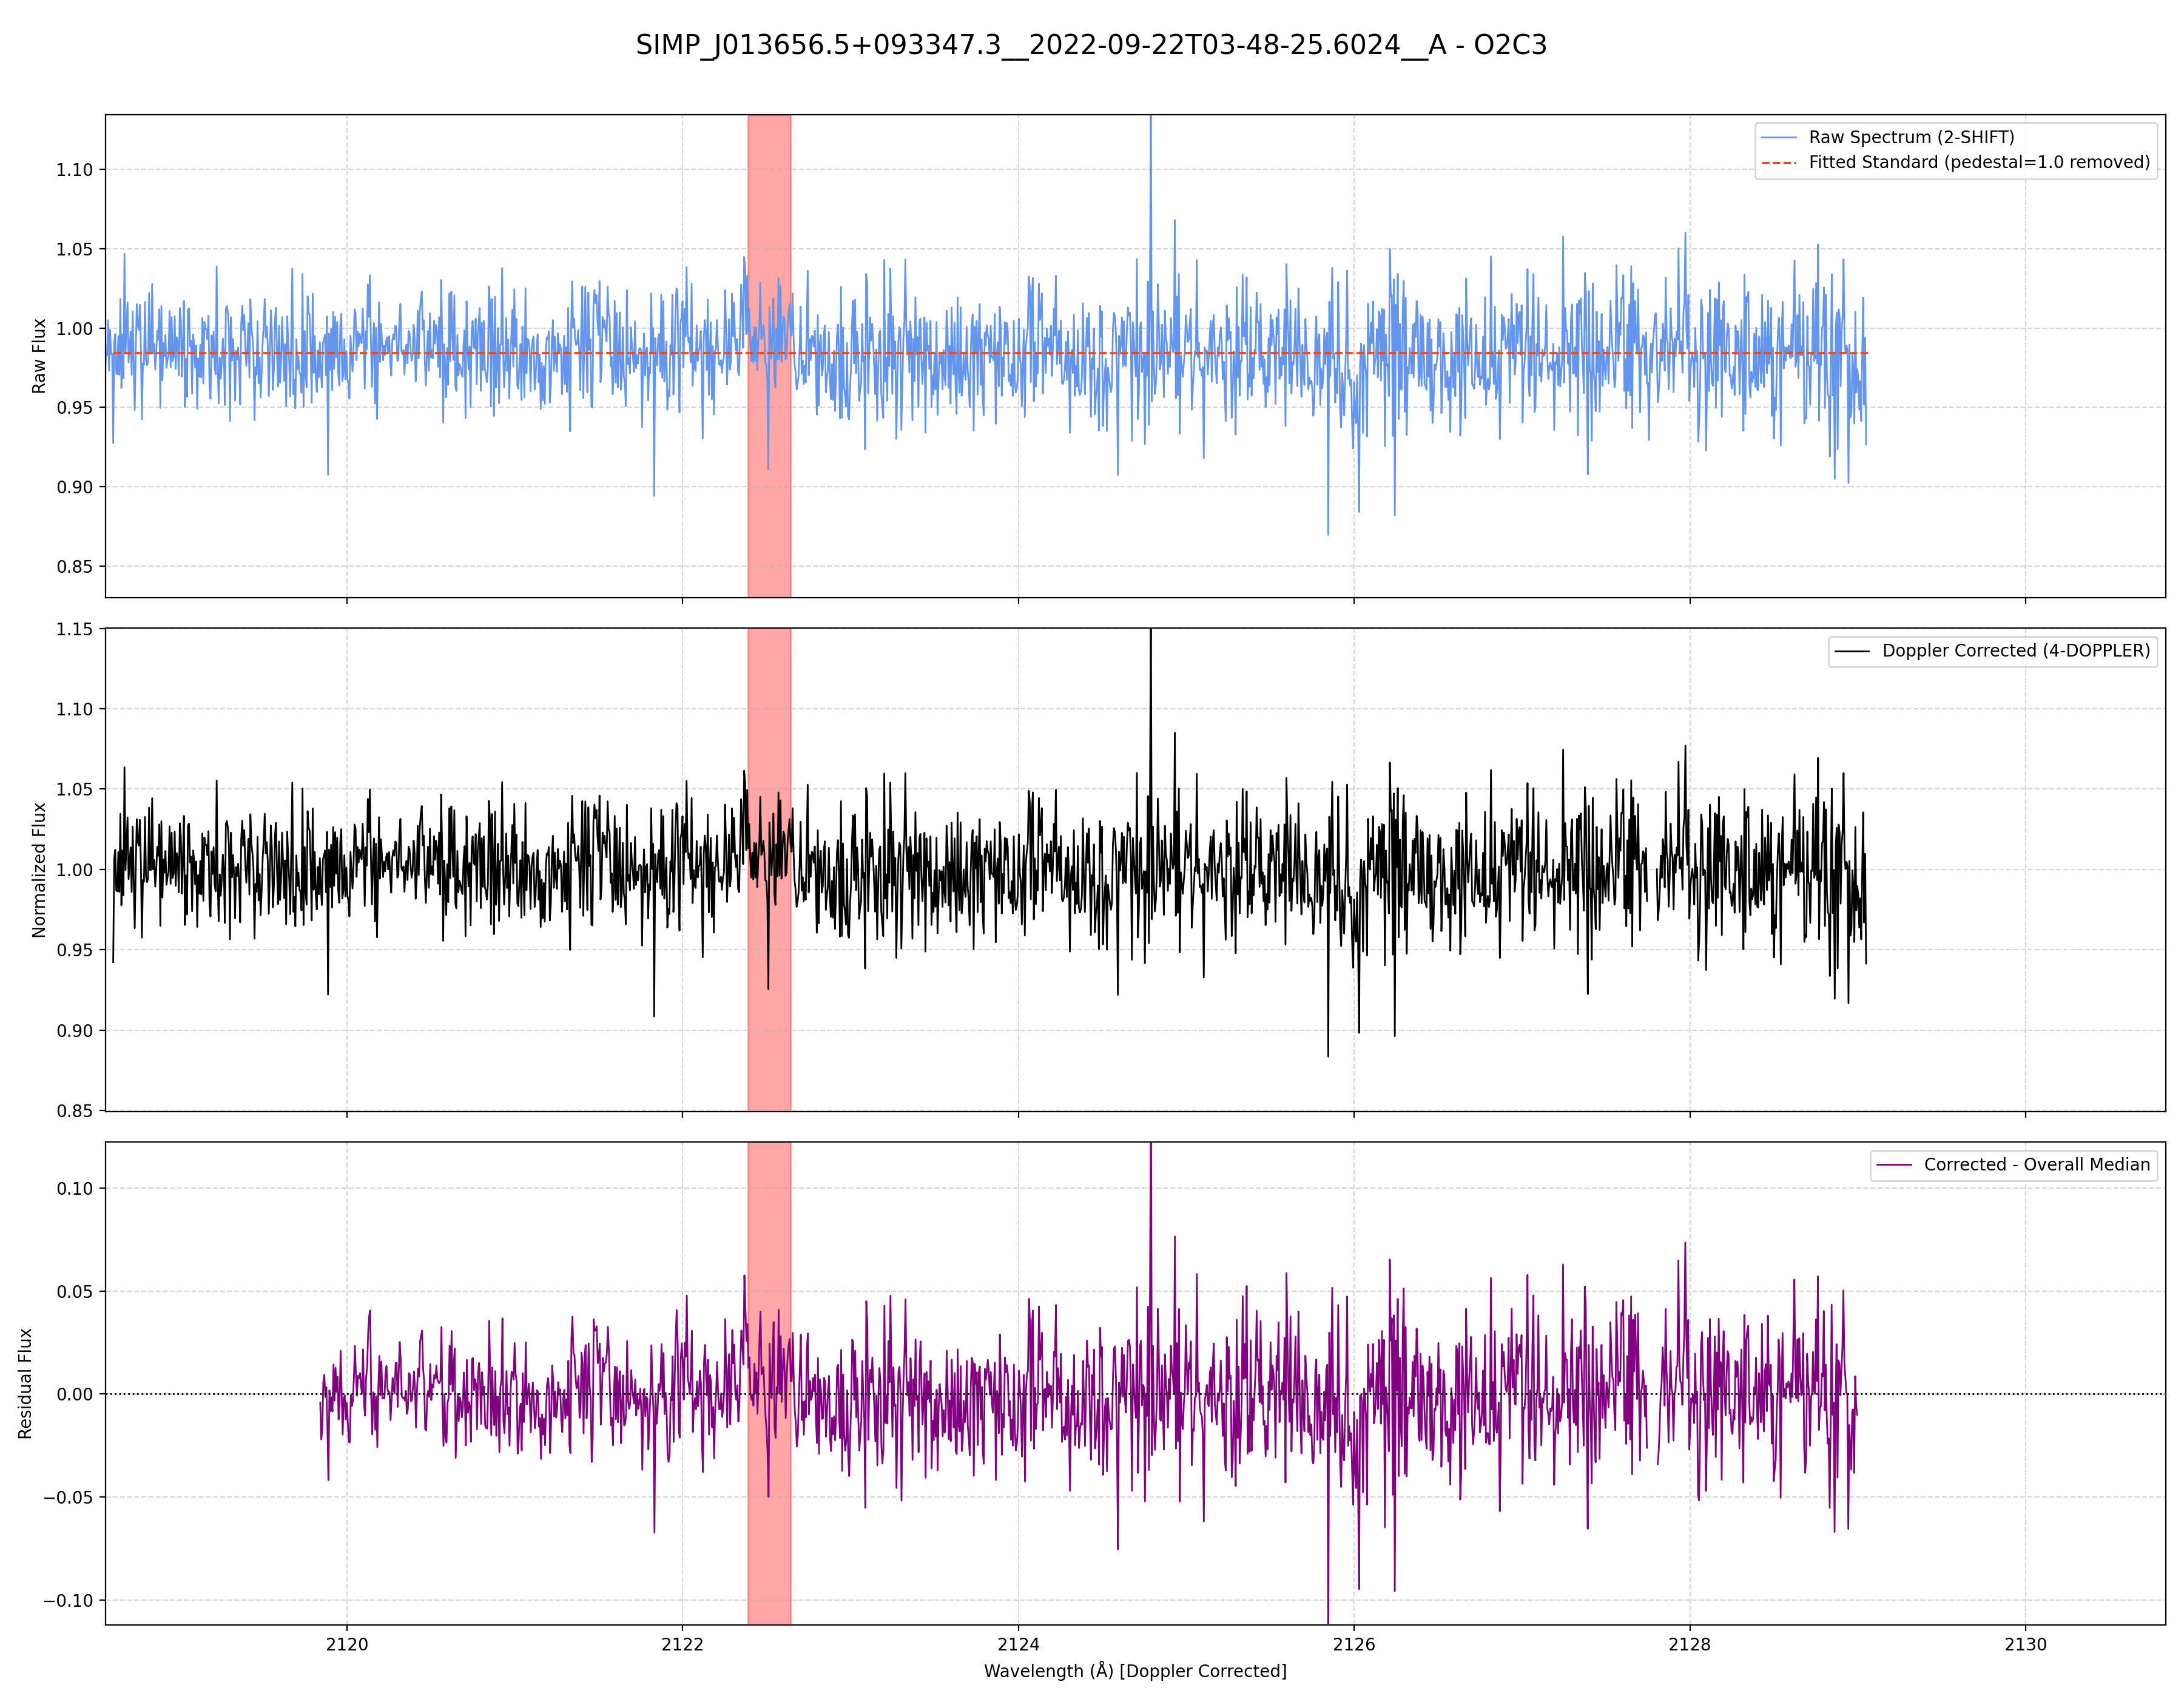 SIMP_J013656.5+093347.3__2022-09-22T03-48-25.6024__A - O2C3
Raw Spectrum (2-SHIFT)
Fitted Standard (pedestal=1.0 removed)
Raw Flux
1.10
1.05
1.00
0.95
0.90
0.85
Doppler Corrected (4-DOPPLER)
Normalized Flux
1.15
1.10
1.05
1.00
0.95
0.90
0.85
Corrected - Overall Median
Residual Flux
0.10
0.05
0.00
−0.05
−0.10
2120 2122 2124 2126 2128 2130
Wavelength (Å) [Doppler Corrected]